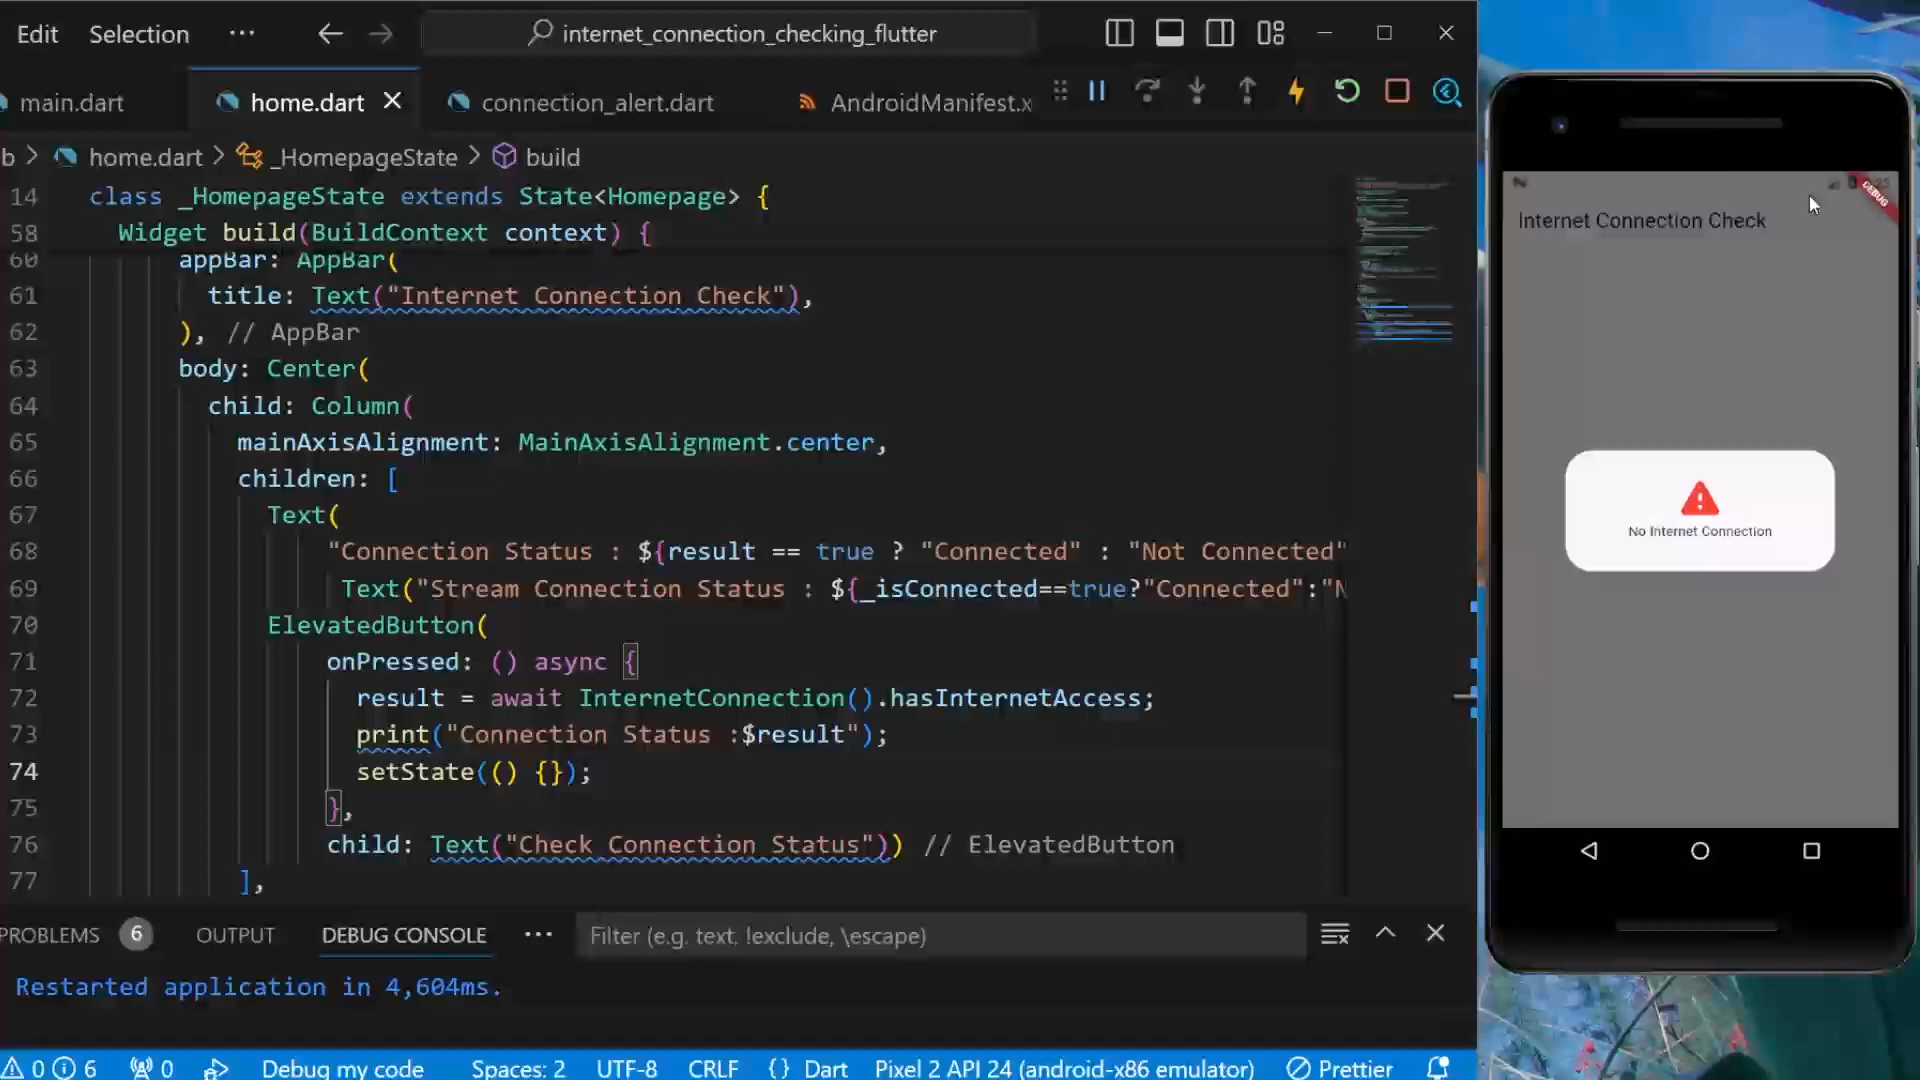 Edit Selection ··· internet_connection_checking_flutter
main.dart home.dart connection_alert.dart AndroidManifest.x
b > home.dart > _HomepageState > build
14 class _HomepageState extends State<Homepage> {
58 Widget build(BuildContext context) {
60 appBar: AppBar(
61 title: Text("Internet Connection Check"),
62 ), // AppBar
63 body: Center(
64 child: Column(
65 mainAxisAlignment: MainAxisAlignment.center,
66 children: [
67 Text(
68 "Connection Status : ${result == true ? "Connected" : "Not Connected"
69 Text("Stream Connection Status : ${_isConnected==true?"Connected":"N
70 ElevatedButton(
71 onPressed: () async {
72 result = await InternetConnection().hasInternetAccess;
73 print("Connection Status :$result");
74 setState(() {});
75 },
76 child: Text("Check Connection Status")) // ElevatedButton
77 ],
PROBLEMS 6 OUTPUT DEBUG CONSOLE ··· Filter (e.g. text, !exclude, \escape)
Restarted application in 4,604ms.
0 6 0 Debug my code Spaces: 2 UTF-8 CRLF {} Dart Pixel 2 API 24 (android-x86 emulator) Prettier
DEBUG
Internet Connection Check
No Internet Connection